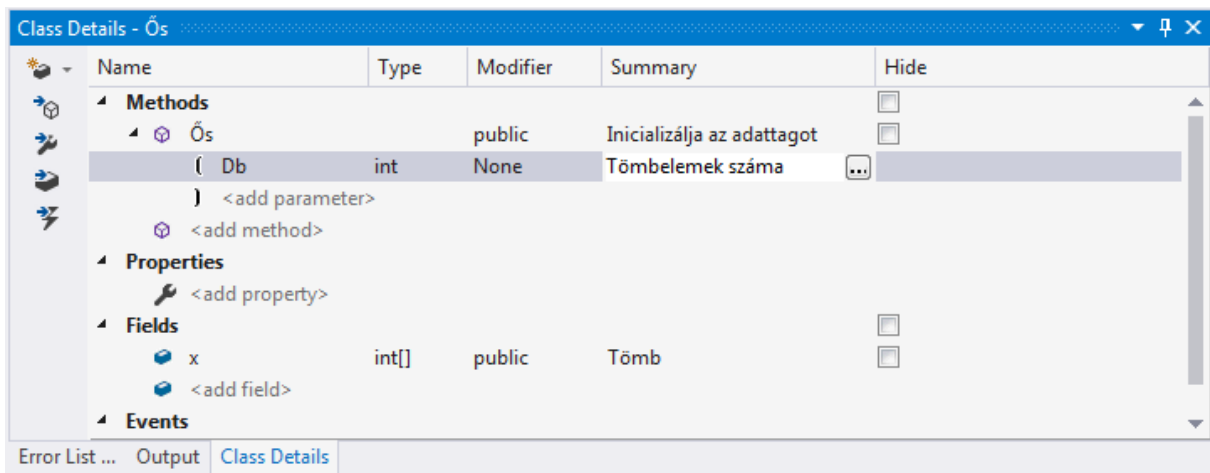 Class Details - Ős
Name Type Modifier Summary Hide
Methods
Ős public Inicializálja az adattagot
( Db int None Tömbelemek száma ...
) <add parameter>
<add method>
Properties
<add property>
Fields
x int[] public Tömb
<add field>
Events
Error List ... Output Class Details